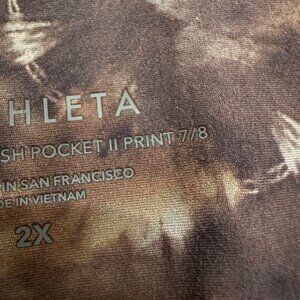 HLETA
SH POCKET II PRINT 7/8
IN SAN FRANCISCO
DE IN VIETNAM
2X